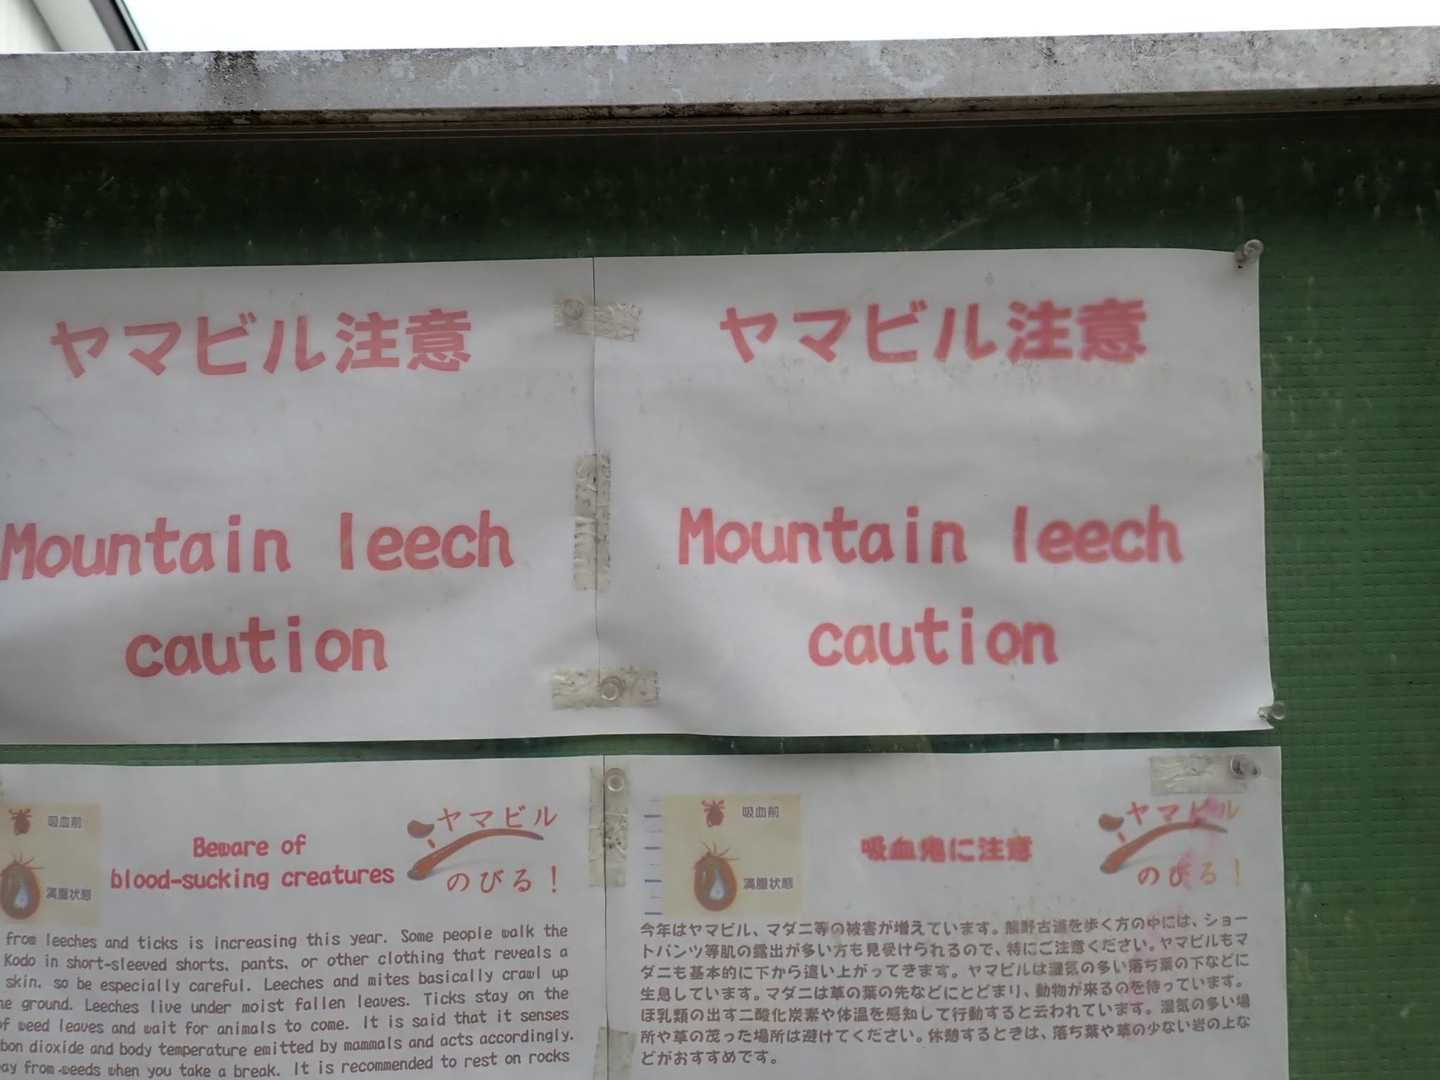 ヤマビル注意
Mountain leech
caution
ヤマビル注意
Mountain leech
caution
吸血前
満腹状態
Beware of
blood-sucking creatures
ヤマビル
のびる！
from leeches and ticks is increasing this year. Some people walk the
Kodo in short-sleeved shorts, pants, or other clothing that reveals a
skin, so be especially careful. Leeches and mites basically crawl up
ground. Leeches live under moist fallen leaves. Ticks stay on the
of weed leaves and wait for animals to come. It is said that it senses
dioxide and body temperature emitted by mammals and acts accordingly.
from weeds when you take a break. It is recommended to rest on rocks
吸血前
満腹状態
吸血鬼に注意
ヤマビル
のびる！
今年はヤマビル、マダニ等の被害が増えています。熊野古道を歩く方の中には、ショー
トパンツ等肌の露出が多い方も見受けられるので、特にご注意ください。ヤマビルもマ
ダニも基本的に下から這い上がってきます。ヤマビルは湿気の多い落ち葉の下などに
生息しています。マダニは草の葉の先などにとどまり、動物が来るのを待っています。
ほ乳類の出す二酸化炭素や体温を感知して行動すると云われています。湿気の多い場
所や草の茂った場所は避けてください。休憩するときは、落ち葉や草の少ない岩の上な
どがおすすめです。